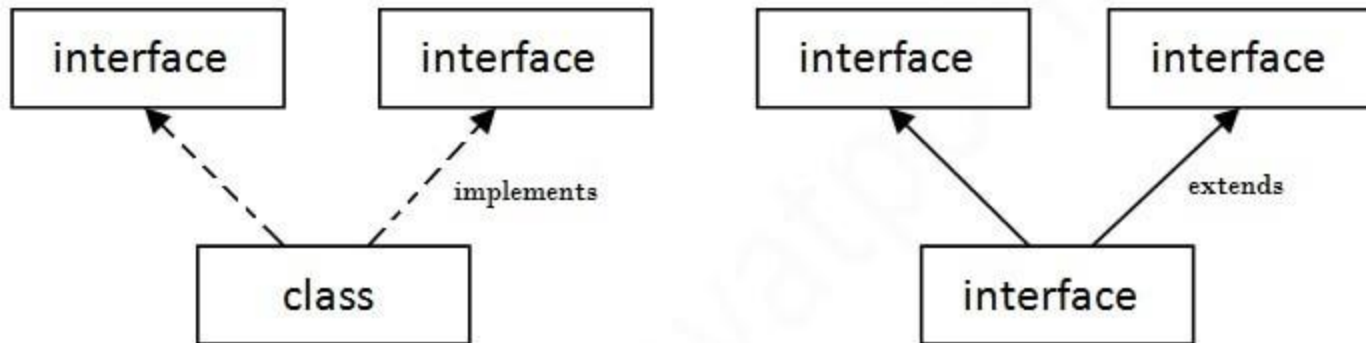 interface interface interface interface
implements extends
class interface